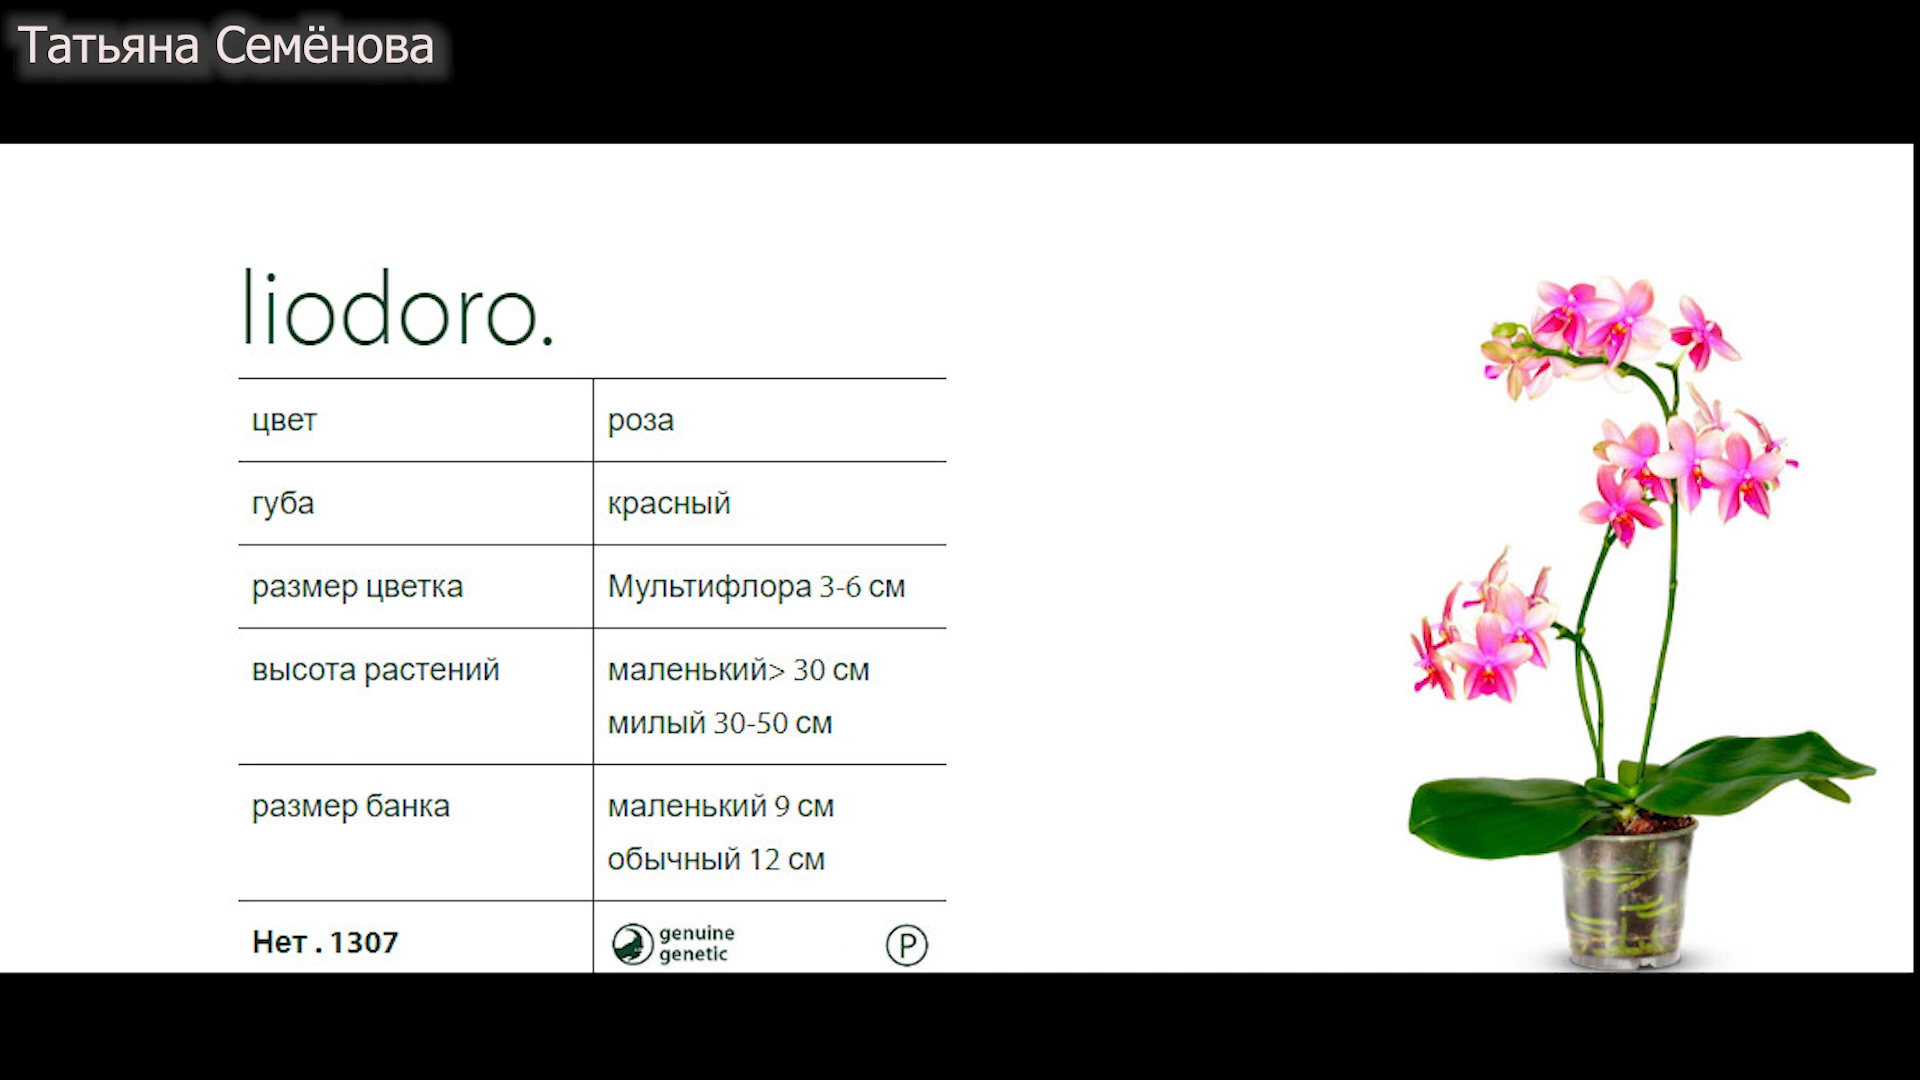 Татьяна Семёнова
liodoro.
цвет роза
губа красный
размер цветка Мультифлора 3-6 см
высота растений маленький> 30 см
милый 30-50 см
размер банка маленький 9 см
обычный 12 см
Нет . 1307 genuine
genetic P